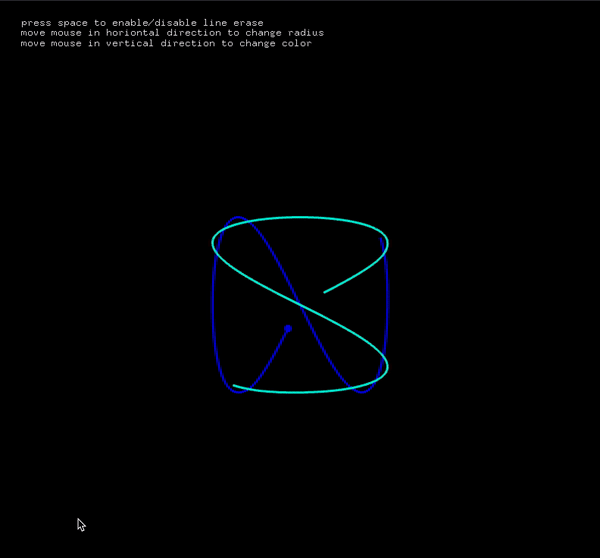 press space to enable/disable line erase
move mouse in horiontal direction to change radius
move mouse in vertical direction to change color